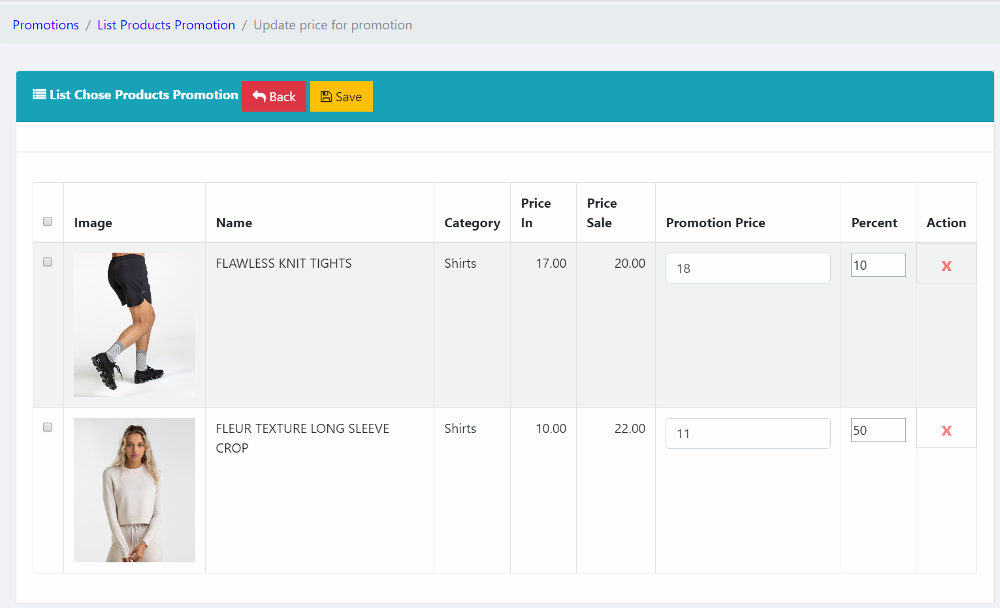 Promotions / List Products Promotion / Update price for promotion
List Chose Products Promotion Back Save
Image Name Category Price In Price Sale Promotion Price Percent Action
FLAWLESS KNIT TIGHTS Shirts 17.00 20.00 18 10 X
FLEUR TEXTURE LONG SLEEVE CROP Shirts 10.00 22.00 11 50 X